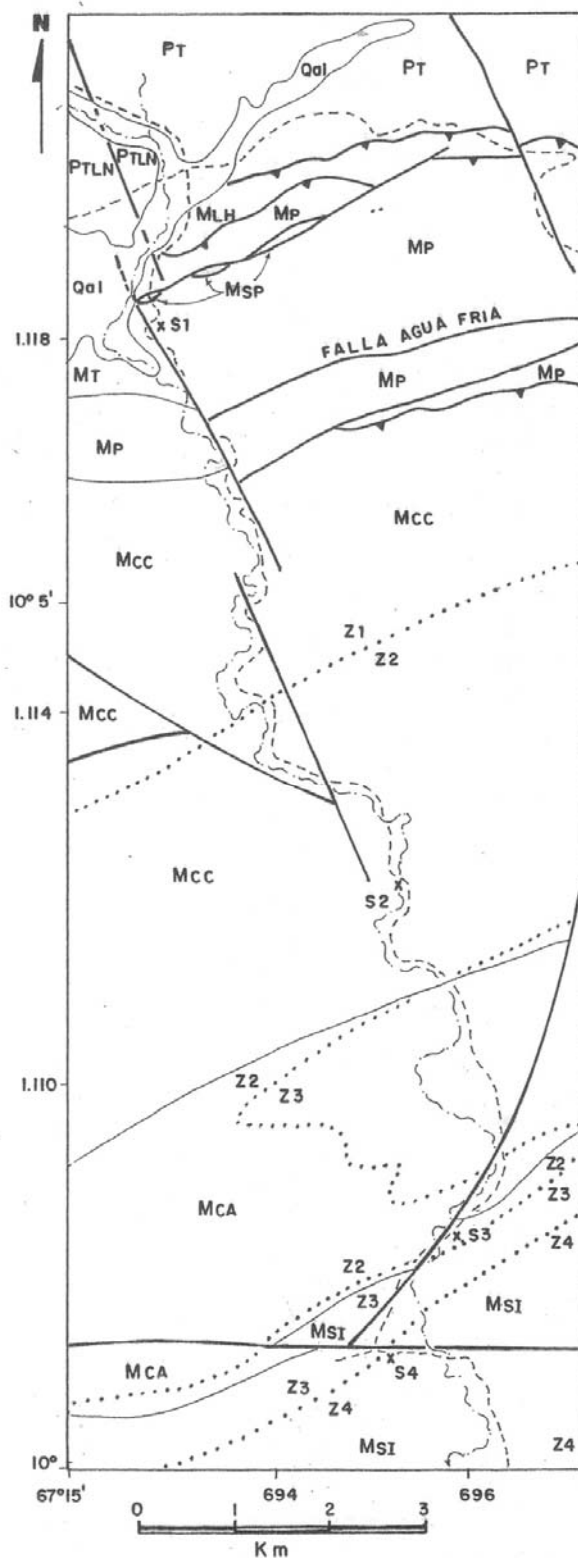 N
PT
Qal
PT
PT
PTLN
PTLN
MLH
MP
MP
MSP
Qal
S1
1.118
FALLA AGUA FRIA
MT
MP
MP
MP
MCC
MCC
10° 5'
Z1
Z2
1.114
MCC
MCC
S2
1.110
Z2
Z3
Z2
Z3
MCA
S3
Z4
Z2
Z3
MSI
MSI
MCA
S4
Z3
Z4
MSI
Z4
10°
67°15'
694
696
0
1
2
3
Km